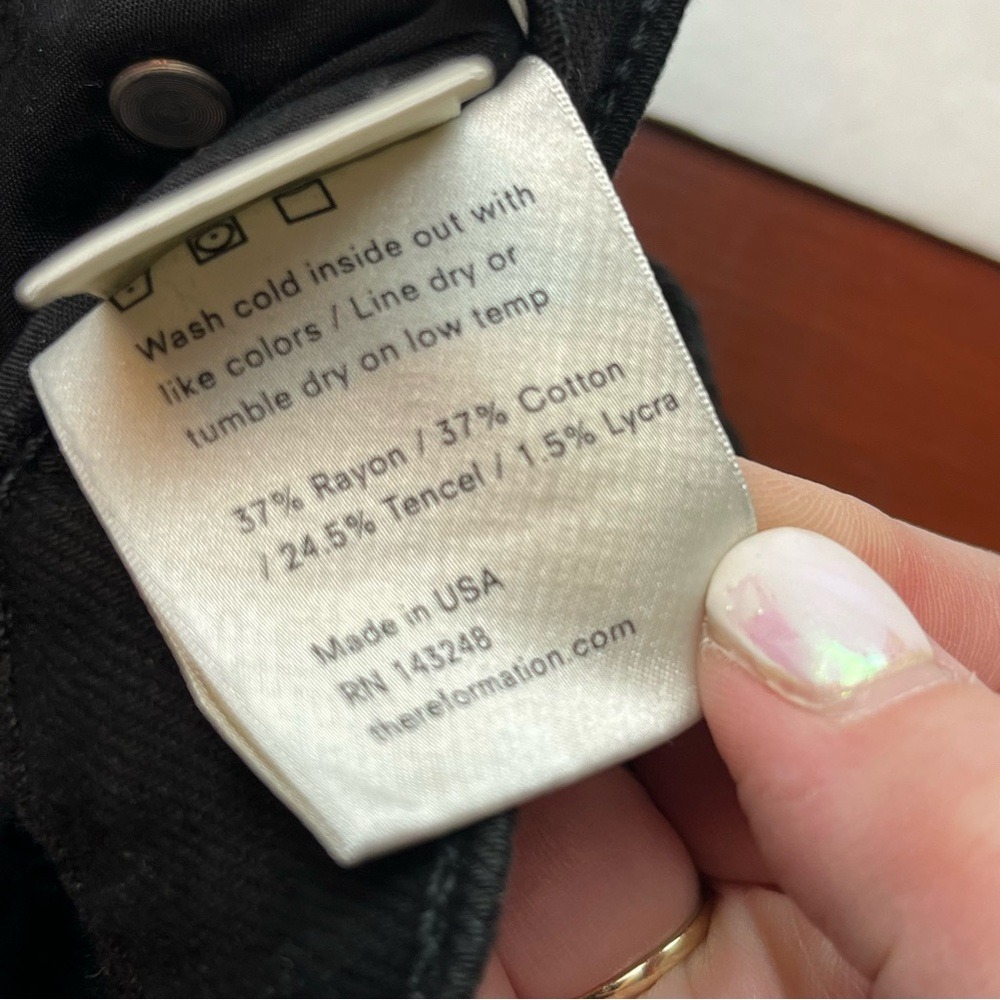 Wash cold inside out with
like colors / Line dry or
tumble dry on low temp
37% Rayon / 37% Cotton
/ 24.5% Tencel / 1.5% Lycra
Made in USA
RN 143248
thereformation.com